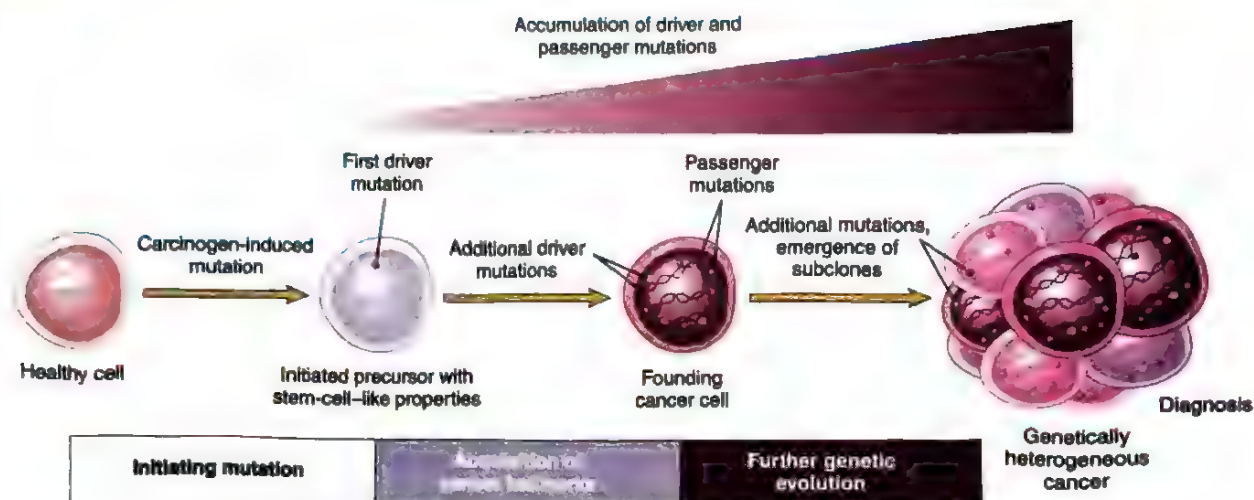 Accumulation of driver and
passenger mutations
First driver
mutation
Passenger
mutations
Carcinogen-induced
mutation
Additional driver
mutations
Additional mutations,
emergence of
subclones
Healthy cell
Initiated precursor with
stem-cell–like properties
Founding
cancer cell
Diagnosis
Genetically
heterogeneous
cancer
Initiating mutation
Further genetic
evolution